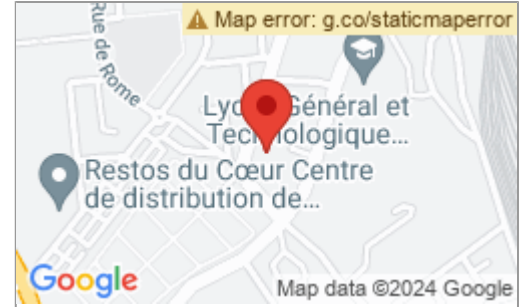 Map error: g.co/staticmaperror
Rue de Rome
Lycée Général et
Technologique...
Restos du Cœur Centre
de distribution de...
Google
Map data ©2024 Google